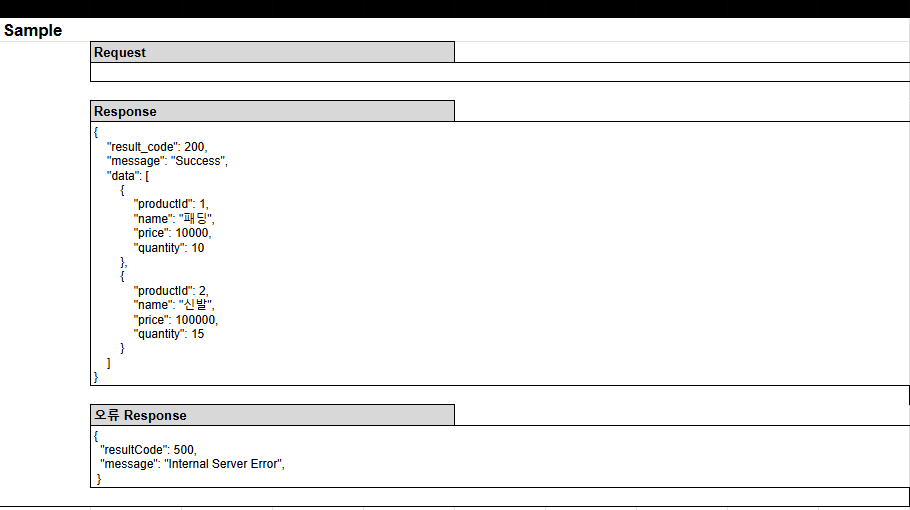 Sample
Request
Response
{
"result_code": 200,
"message": "Success",
"data": [
{
"productId": 1,
"name": "패딩",
"price": 10000,
"quantity": 10
},
{
"productId": 2,
"name": "신발",
"price": 100000,
"quantity": 15
}
]
}
오류 Response
{
"resultCode": 500,
"message": "Internal Server Error",
}